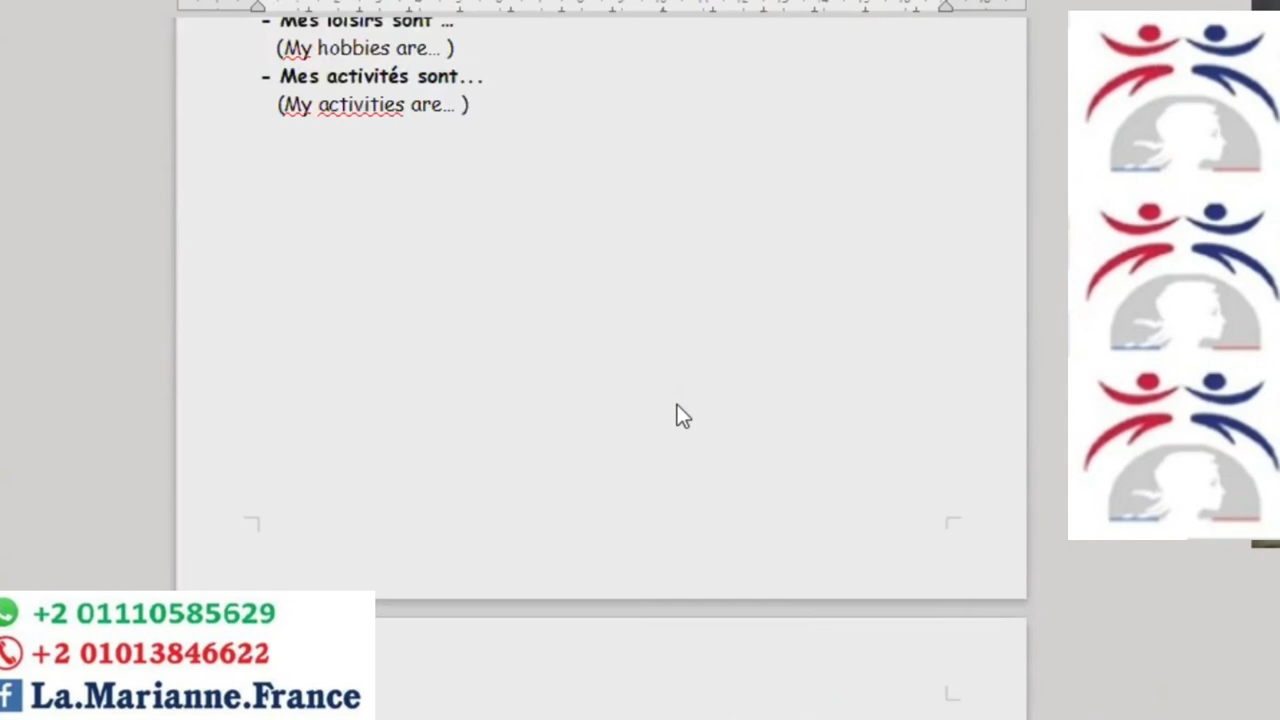 - Mes loisirs sont …
(My hobbies are… )
- Mes activités sont...
(My activities are… )
+2 01110585629
+2 01013846622
La.Marianne.France